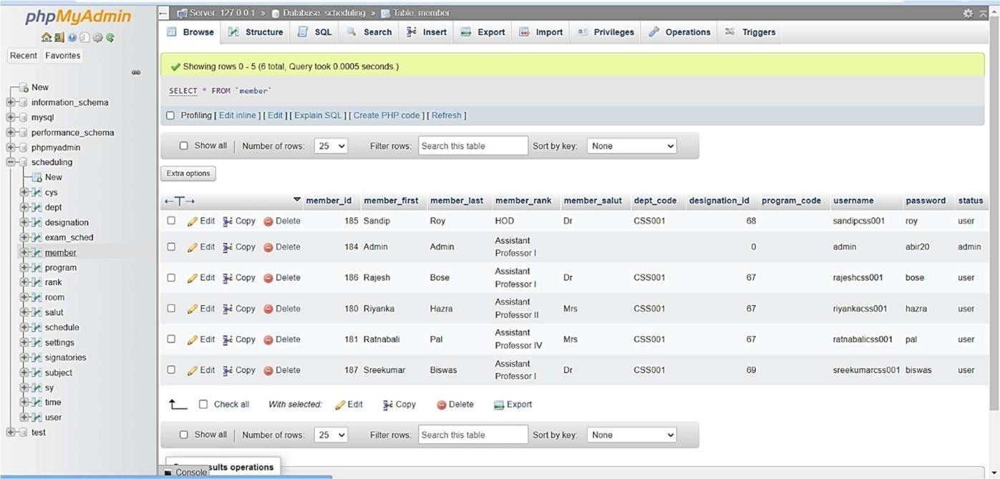 phpMyAdmin
Recent Favorites
New
information_schema
mysql
performance_schema
phpmyadmin
scheduling
New
cys
dept
designation
exam_sched
member
program
rank
room
salut
schedule
settings
signatories
subject
sy
time
user
test
Server: 127.0.0.1 » Database: scheduling » Table: member
Browse Structure SQL Search Insert Export Import Privileges Operations Triggers
Showing rows 0 - 5 (6 total, Query took 0.0005 seconds.)
SELECT * FROM `member`
Profiling [ Edit inline ] [ Edit ] [ Explain SQL ] [ Create PHP code ] [ Refresh ]
Show all | Number of rows: 25 Filter rows: Search this table Sort by key: None
Extra options
←T→ member_id member_first member_last member_rank member_salut dept_code designation_id program_code username password status
Edit Copy Delete 185 Sandip Roy HOD Dr CSS001 68 sandipcss001 roy user
Edit Copy Delete 184 Admin Admin Assistant Professor I 0 admin abir20 admin
Edit Copy Delete 186 Rajesh Bose Assistant Professor I Dr CSS001 67 rajeshcss001 bose user
Edit Copy Delete 180 Riyanka Hazra Assistant Professor II Mrs CSS001 67 riyankacss001 hazra user
Edit Copy Delete 181 Ratnabali Pal Assistant Professor IV Mrs CSS001 67 ratnabalicss001 pal user
Edit Copy Delete 187 Sreekumar Biswas Assistant Professor I Dr CSS001 69 sreekumarcss001 biswas user
Check all With selected: Edit Copy Delete Export
Show all | Number of rows: 25 Filter rows: Search this table Sort by key: None
operations
Console